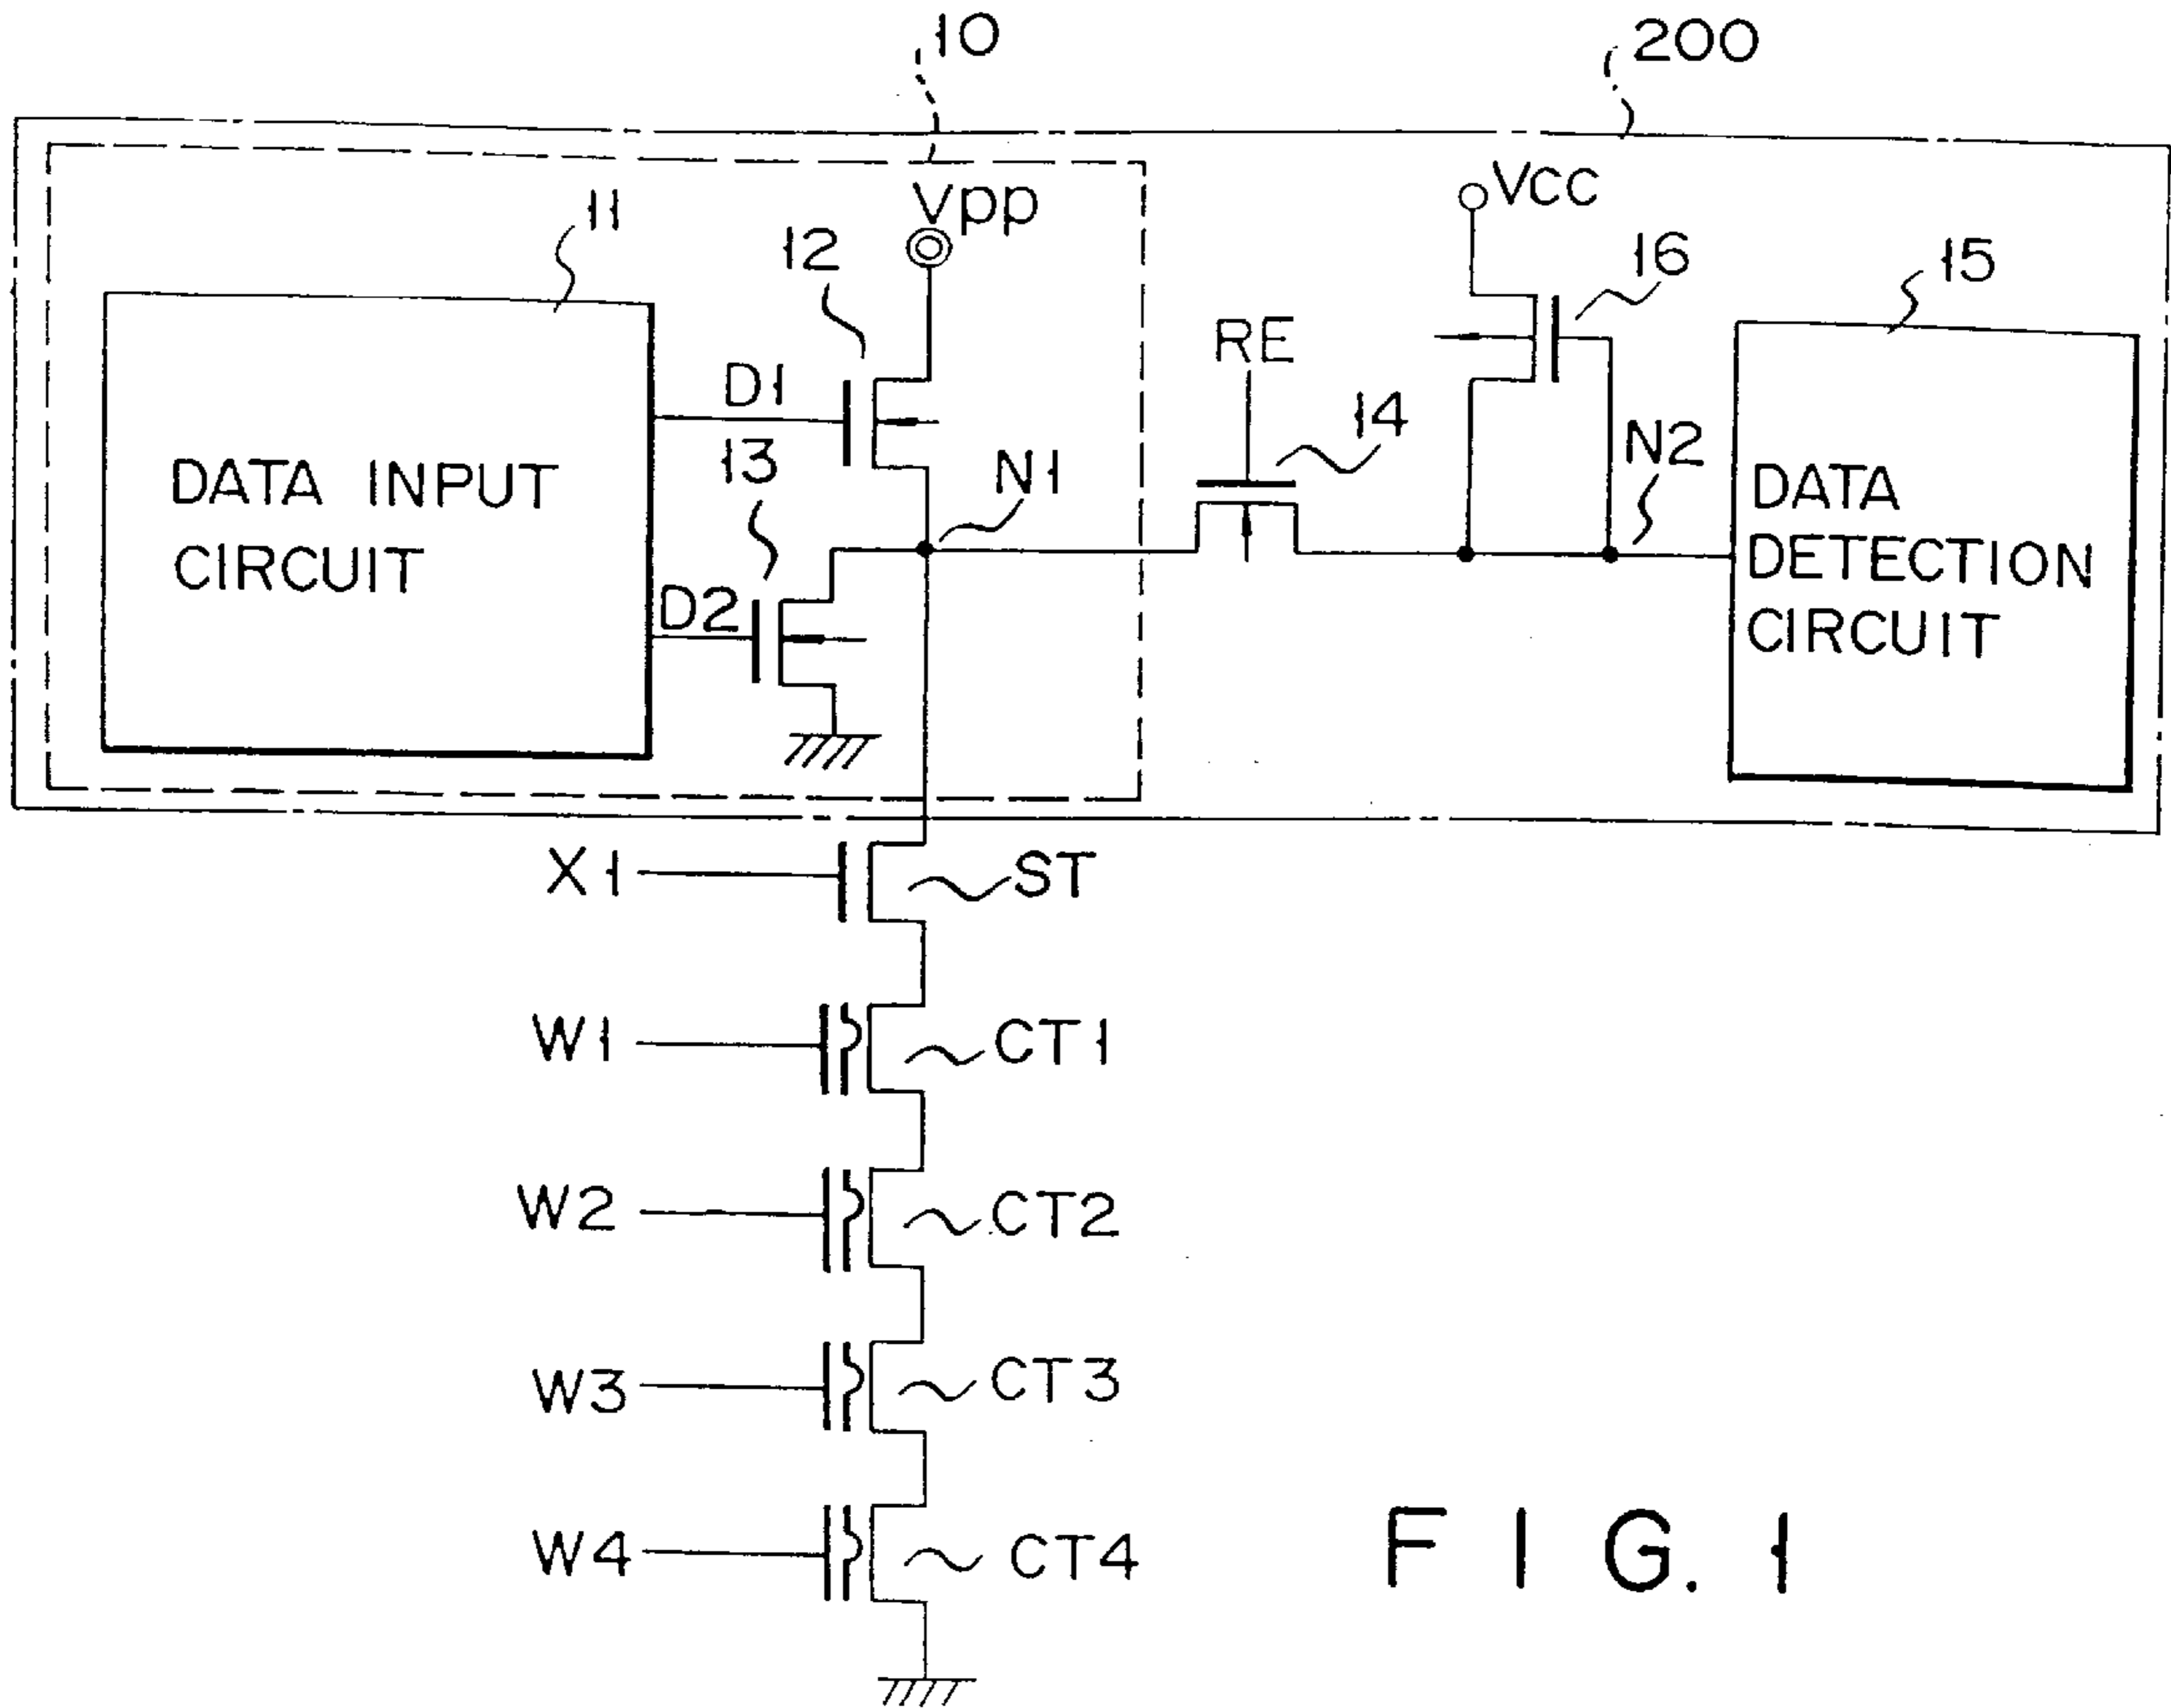 10
200
Vpp
VCC
11
12
16
15
RE
D1
14
13
N1
N2
DATA INPUT
CIRCUIT
DATA
DETECTION
CIRCUIT
D2
X1
ST
W1
CT1
W2
CT2
W3
CT3
W4
CT4
FIG. 1